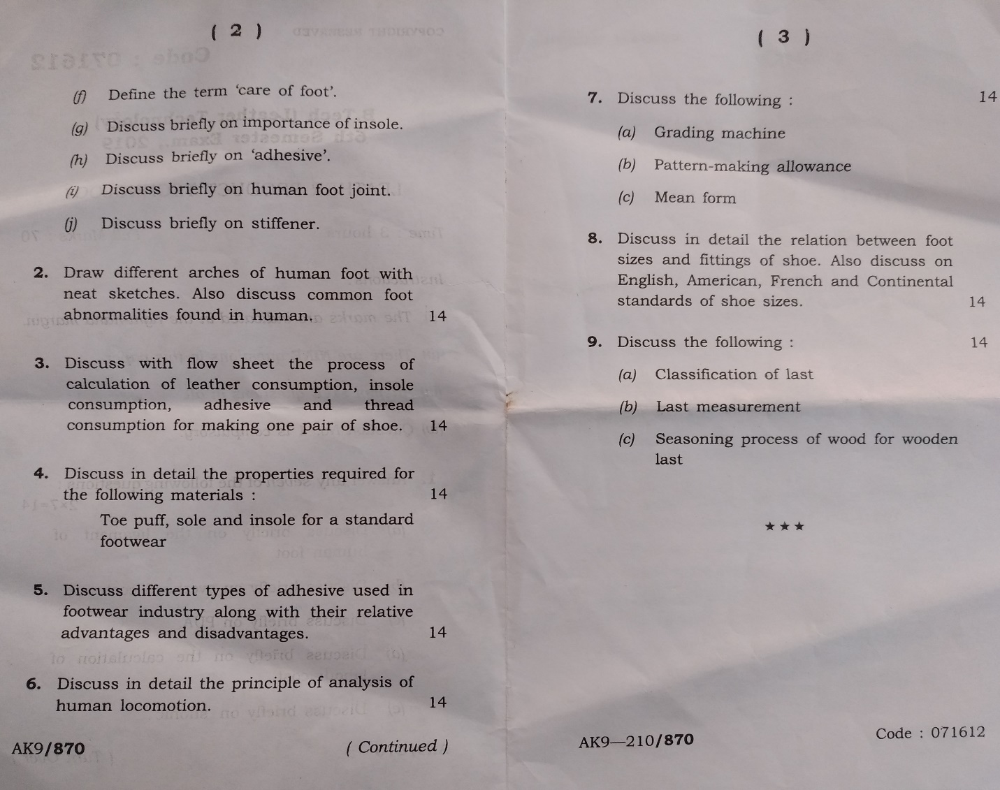 ( 2 )
(f) Define the term ‘care of foot’.
(g) Discuss briefly on importance of insole.
(h) Discuss briefly on ‘adhesive’.
(i) Discuss briefly on human foot joint.
(j) Discuss briefly on stiffener.
2. Draw different arches of human foot with
neat sketches. Also discuss common foot
abnormalities found in human. 14
3. Discuss with flow sheet the process of
calculation of leather consumption, insole
consumption, adhesive and thread
consumption for making one pair of shoe. 14
4. Discuss in detail the properties required for
the following materials : 14
Toe puff, sole and insole for a standard
footwear
5. Discuss different types of adhesive used in
footwear industry along with their relative
advantages and disadvantages. 14
6. Discuss in detail the principle of analysis of
human locomotion. 14
AK9/870 ( Continued )
( 3 )
7. Discuss the following : 14
(a) Grading machine
(b) Pattern-making allowance
(c) Mean form
8. Discuss in detail the relation between foot
sizes and fittings of shoe. Also discuss on
English, American, French and Continental
standards of shoe sizes. 14
9. Discuss the following : 14
(a) Classification of last
(b) Last measurement
(c) Seasoning process of wood for wooden
last
★ ★ ★
AK9—210/870 Code : 071612